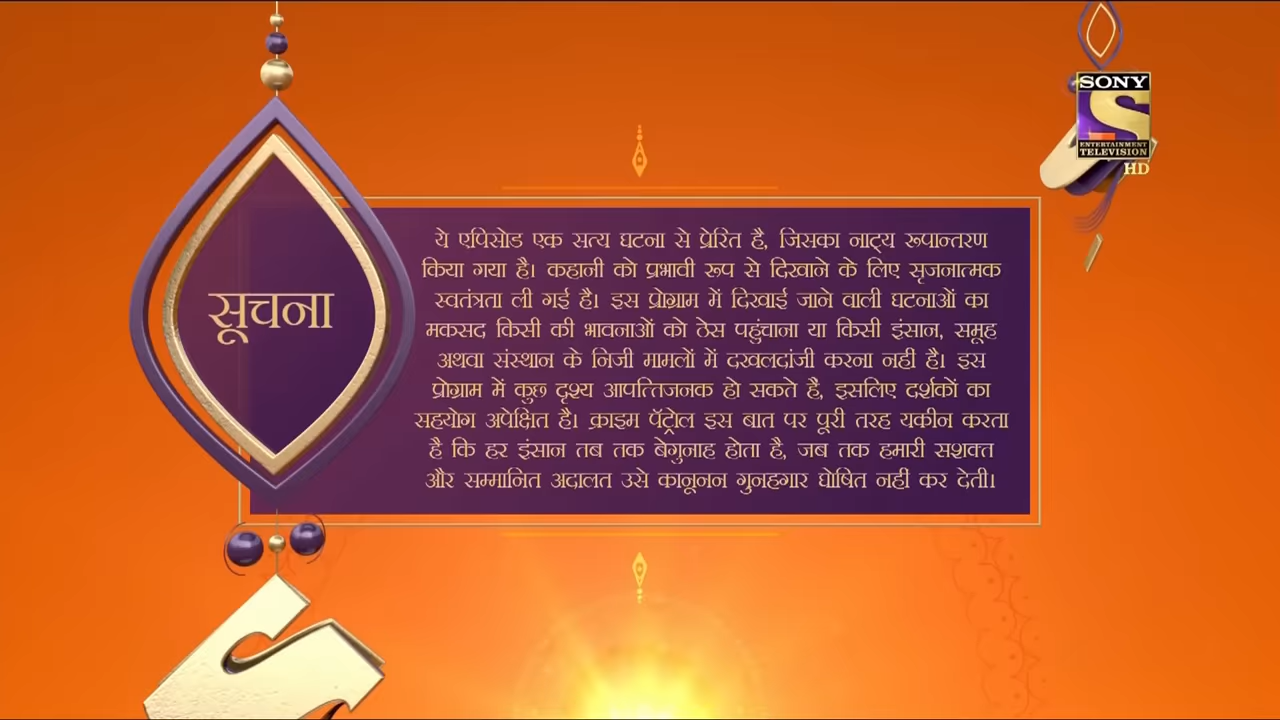 SONY
ENTERTAINMENT
TELEVISION
HD
सूचना
ये एपिसोड एक सत्य घटना से प्रेरित है, जिसका नाट्य रूपान्तरण
किया गया है। कहानी को प्रभावी रूप से दिखाने के लिए सृजनात्मक
स्वतंत्रता ली गई है। इस प्रोग्राम में दिखाई जाने वाली घटनाओं का
मकसद किसी की भावनाओं को ठेस पहुंचाना या किसी इंसान, समूह
अथवा संस्थान के निजी मामलों में दखलदांजी करना नहीं है। इस
प्रोग्राम में कुछ दृश्य आपत्तिजनक हो सकते हैं, इसलिए दर्शकों का
सहयोग अपेक्षित है। क्राइम पॅट्रोल इस बात पर पूरी तरह यकीन करता
है कि हर इंसान तब तक बेगुनाह होता है, जब तक हमारी सशक्त
और सम्मानित अदालत उसे कानूनन गुनहगार घोषित नहीं कर देती।